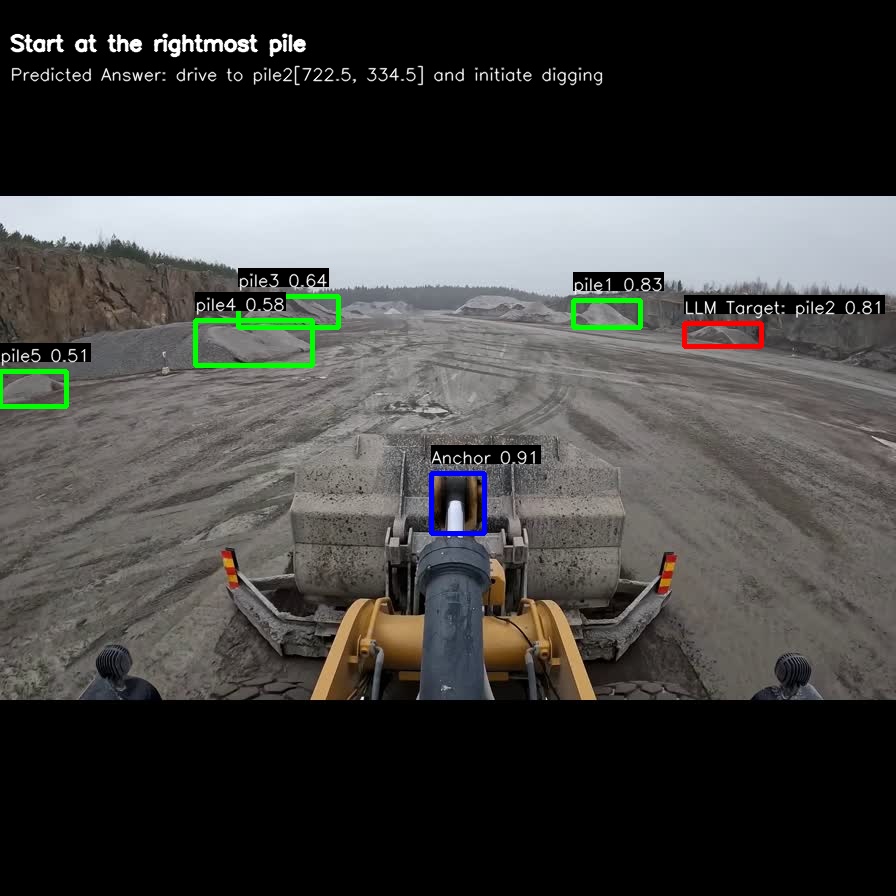 Start at the rightmost pile
Predicted Answer: drive to pile2[722.5, 334.5] and initiate digging
pile3 0.64
pile1 0.83
pile4 0.58
LLM Target: pile2 0.81
pile5 0.51
Anchor 0.91